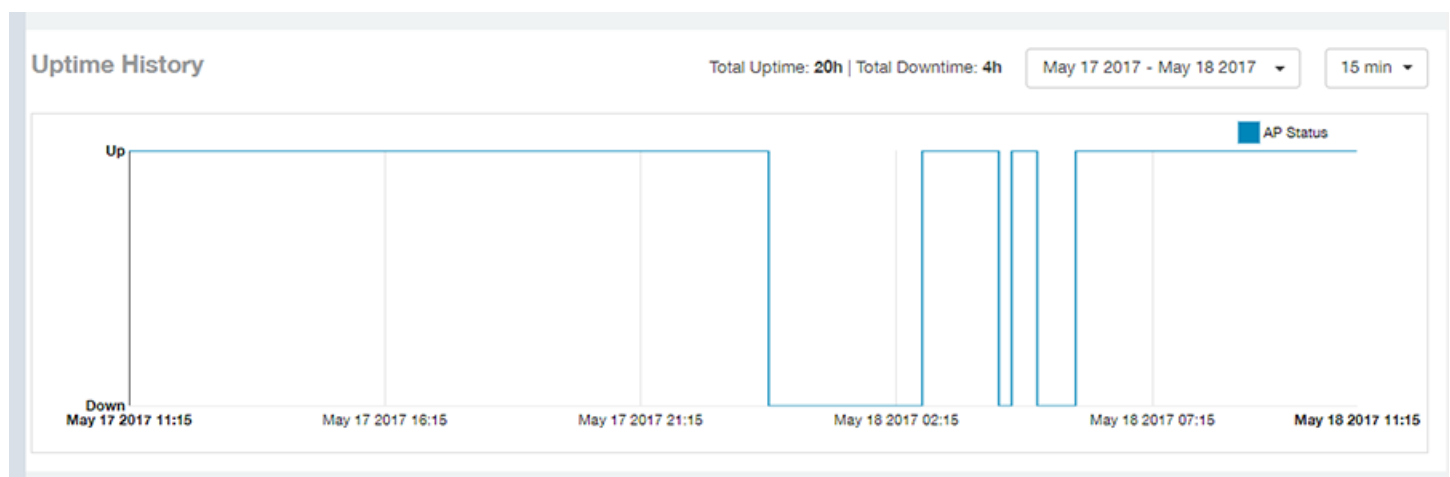 Uptime History
Total Uptime: 20h | Total Downtime: 4h
May 17 2017 - May 18 2017
15 min
AP Status
Up
Down
May 17 2017 11:15
May 17 2017 16:15
May 17 2017 21:15
May 18 2017 02:15
May 18 2017 07:15
May 18 2017 11:15